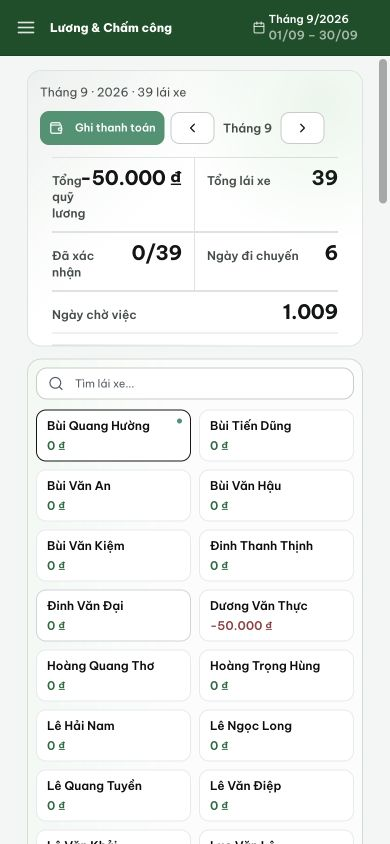 Lương & Chấm công
Tháng 9/2026
01/09 – 30/09
Tháng 9 · 2026 · 39 lái xe
Ghi thanh toán
Tháng 9
Tổng quỹ lương
-50.000 ₫
Tổng lái xe
39
Đã xác nhận
0/39
Ngày đi chuyến
6
Ngày chờ việc
1.009
Tìm lái xe...
Bùi Quang Hường
0 ₫
Bùi Tiến Dũng
0 ₫
Bùi Văn An
0 ₫
Bùi Văn Hậu
0 ₫
Bùi Văn Kiệm
0 ₫
Đinh Thanh Thịnh
0 ₫
Đinh Văn Đại
0 ₫
Dương Văn Thực
-50.000 ₫
Hoàng Quang Thơ
0 ₫
Hoàng Trọng Hùng
0 ₫
Lê Hải Nam
0 ₫
Lê Ngọc Long
0 ₫
Lê Quang Tuyển
0 ₫
Lê Văn Điệp
0 ₫